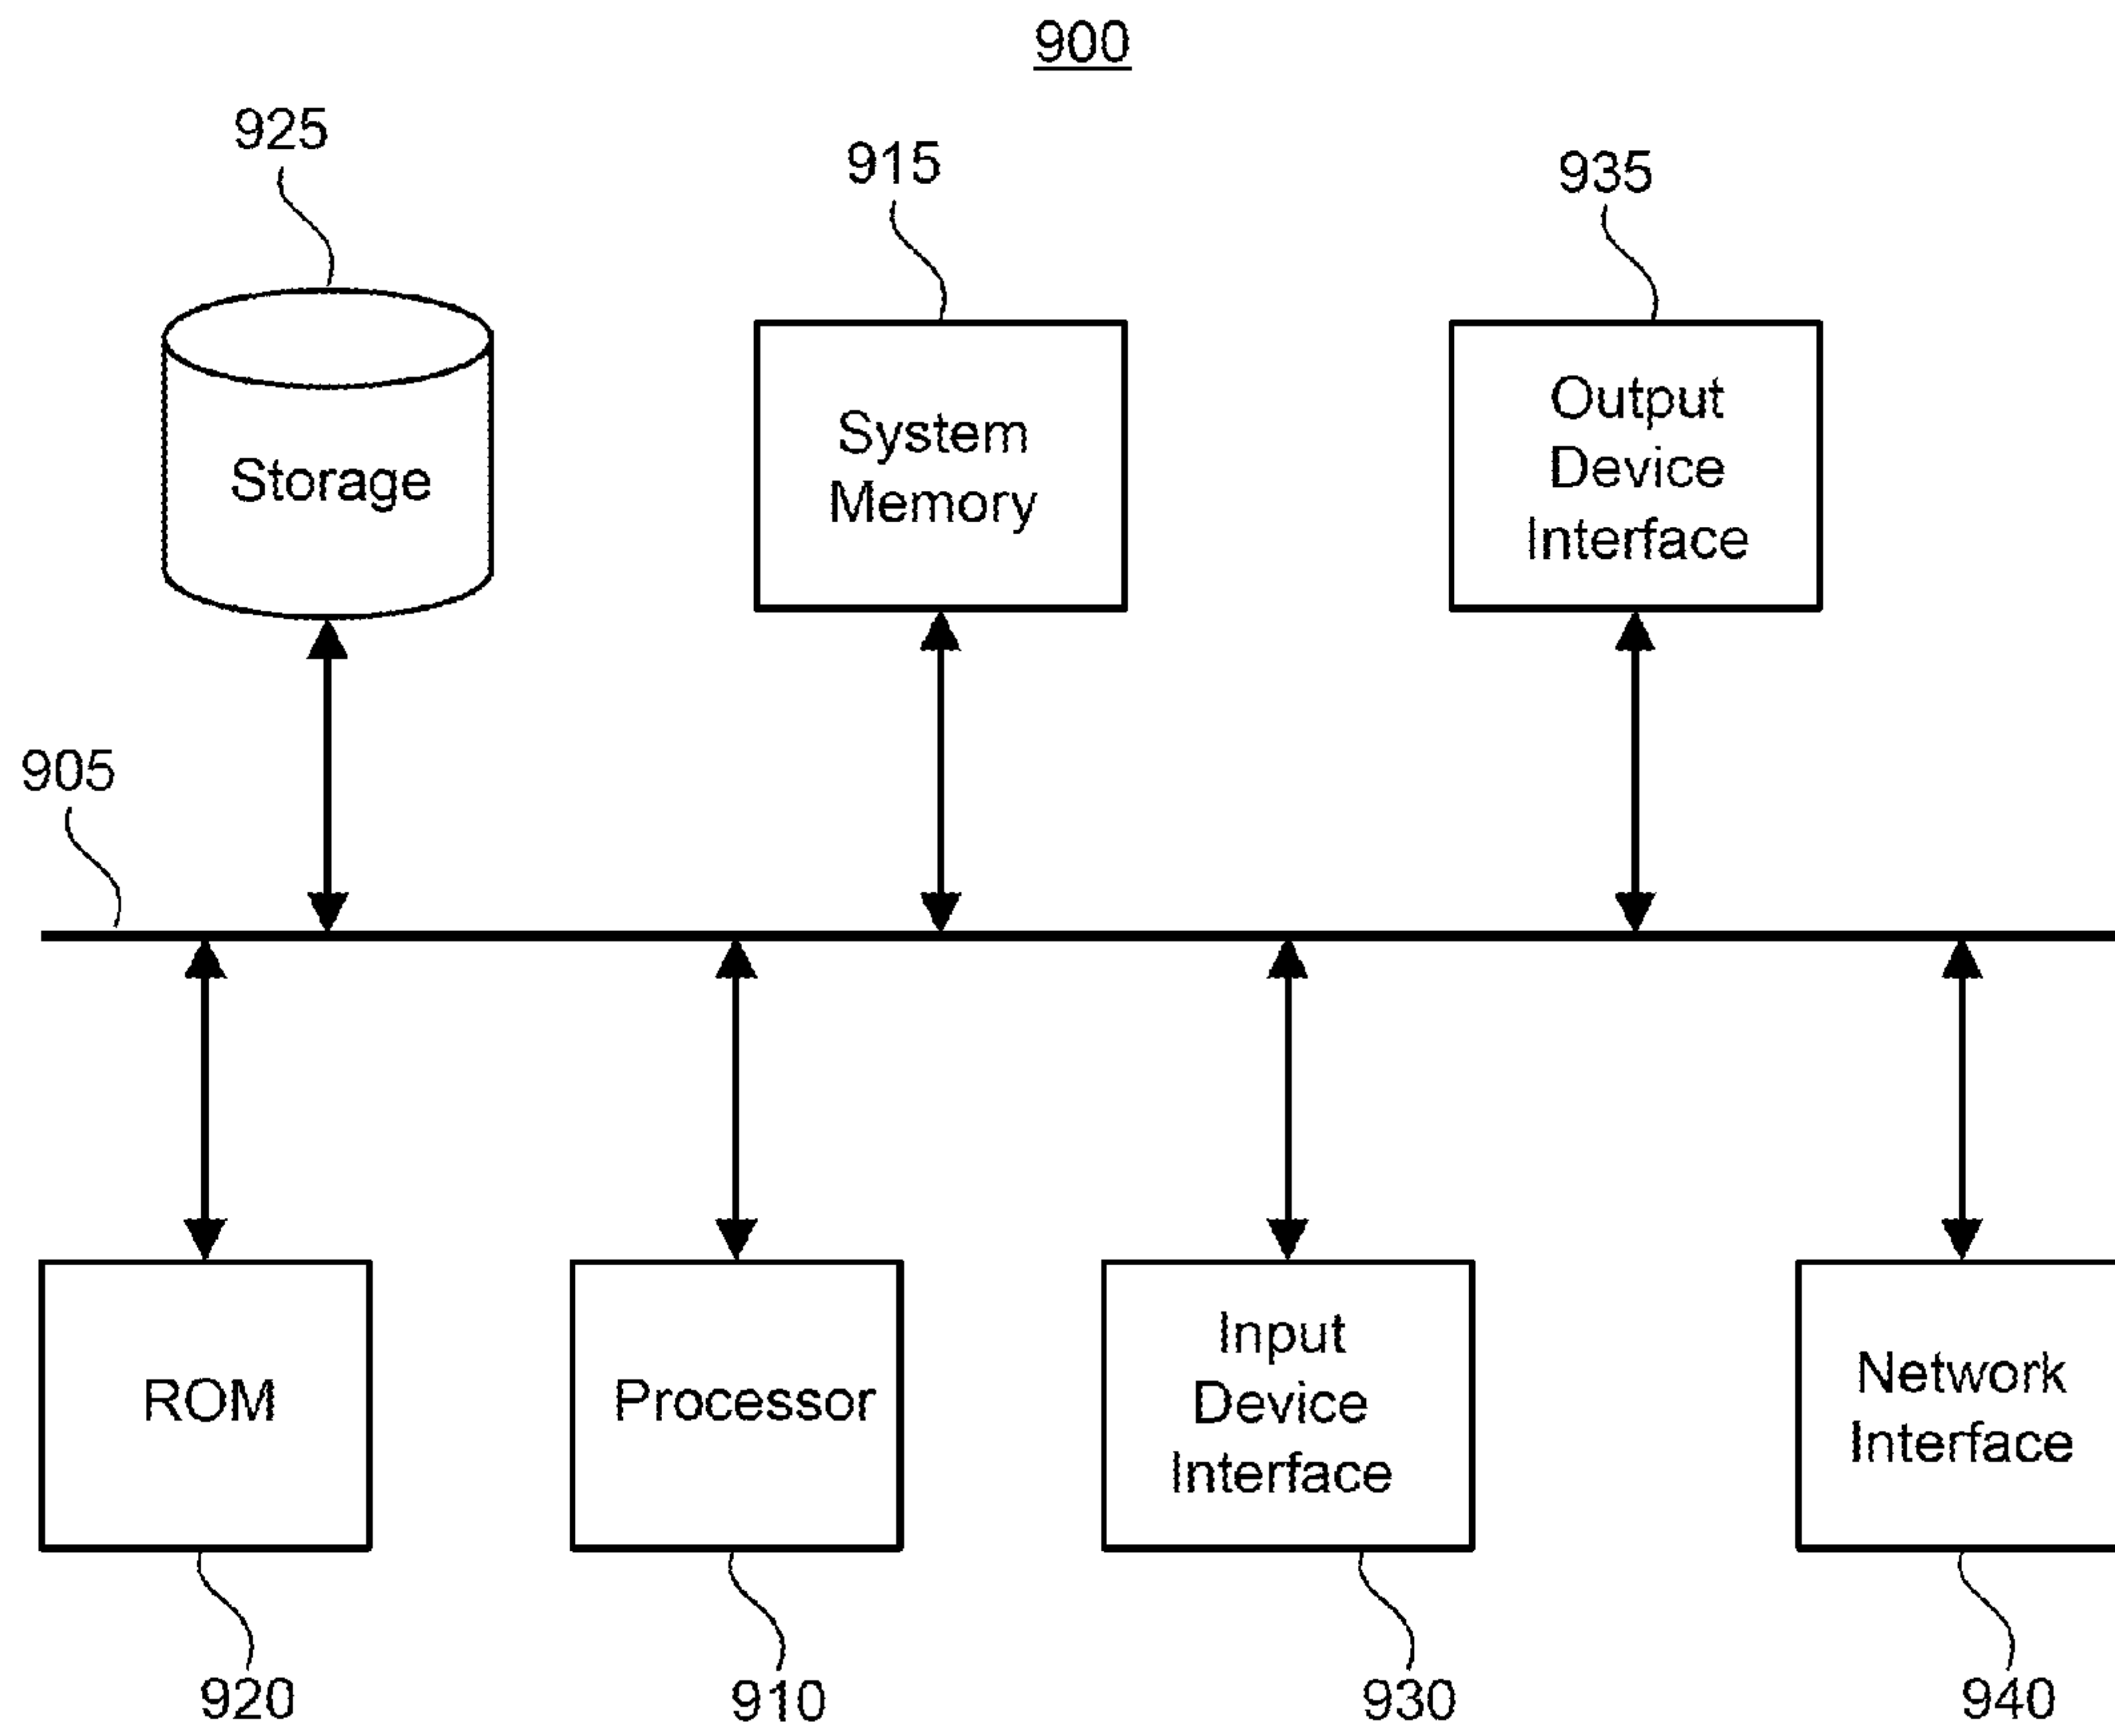 900
925
915
935
Storage
System
Memory
Output
Device
Interface
905
ROM
Processor
Input
Device
Interface
Network
Interface
920
910
930
940